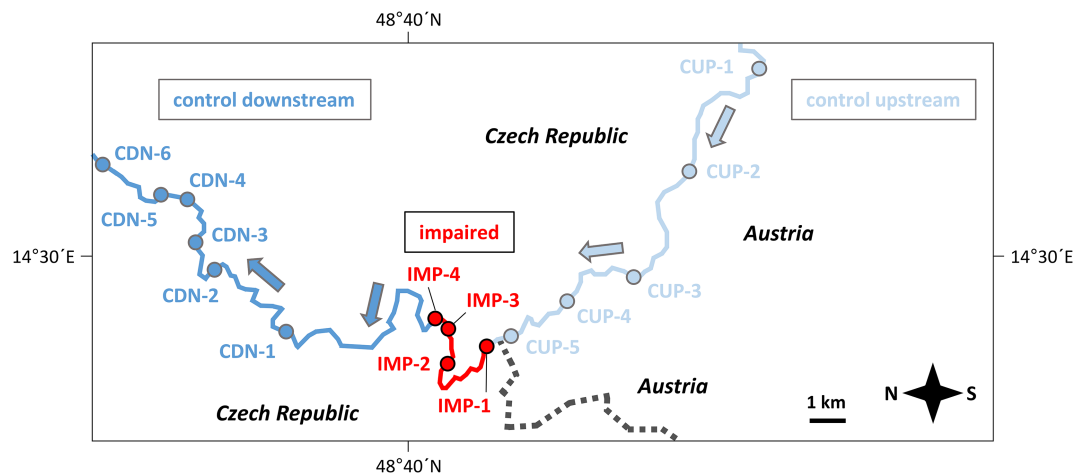 48°40´N
CUP-1
control downstream
control upstream
Czech Republic
CDN-6
CDN-4
CUP-2
CDN-5
CDN-3
impaired
Austria
14°30´E
14°30´E
IMP-4
CDN-2
IMP-3
CUP-3
CUP-4
CDN-1
IMP-2
CUP-5
Austria
IMP-1
1 km
N
S
Czech Republic
48°40´N